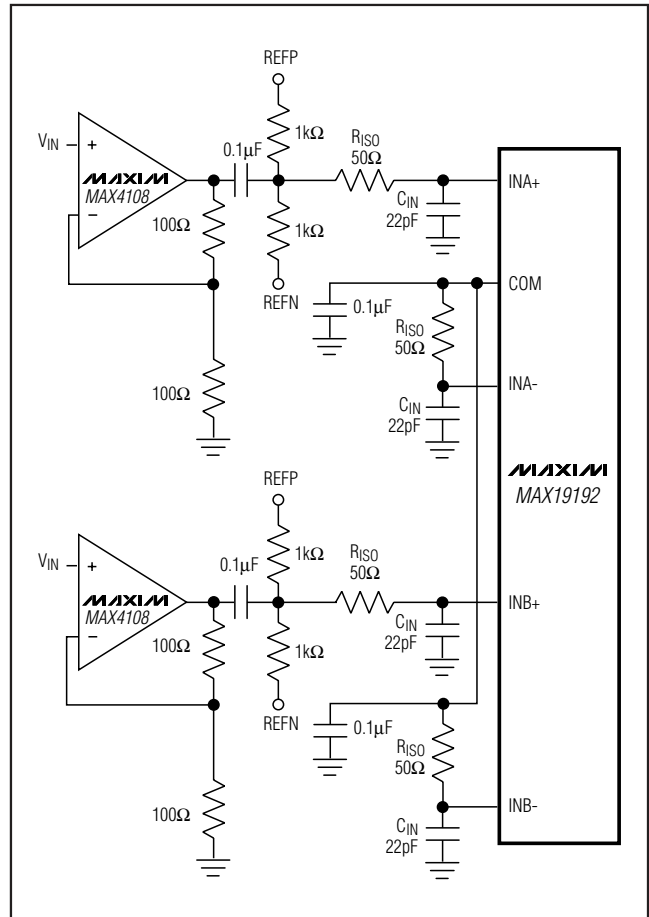 REFP
VIN
+
MAXIM
MAX4108
−
0.1µF
1kΩ
RISO
50Ω
INA+
CIN
22pF
100Ω
1kΩ
REFN
COM
0.1µF
RISO
50Ω
100Ω
INA-
CIN
22pF
MAXIM
MAX19192
REFP
VIN
+
MAXIM
MAX4108
−
0.1µF
1kΩ
RISO
50Ω
INB+
CIN
22pF
100Ω
1kΩ
REFN
0.1µF
RISO
50Ω
100Ω
INB-
CIN
22pF